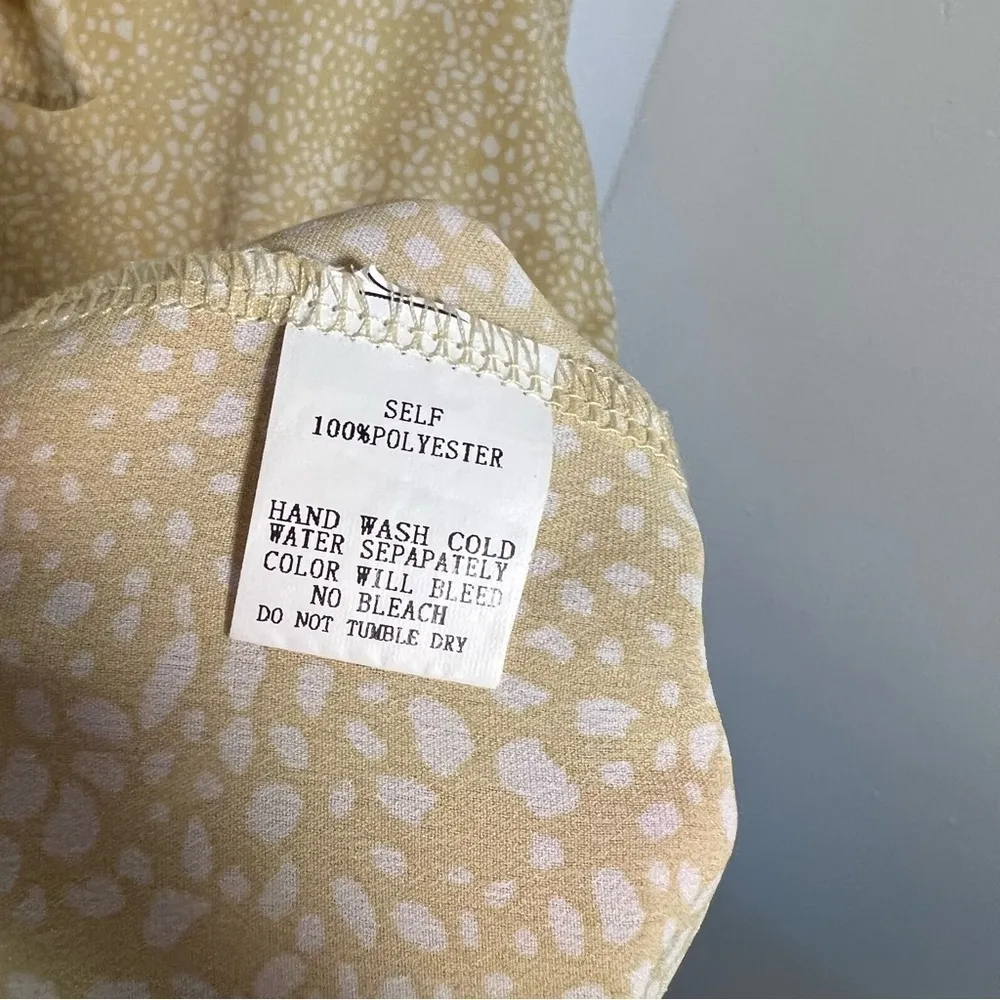 SELF
100%POLYESTER
HAND WASH COLD
WATER SEPAPATELY
COLOR WILL BLEED
NO BLEACH
DO NOT TUMBLE DRY